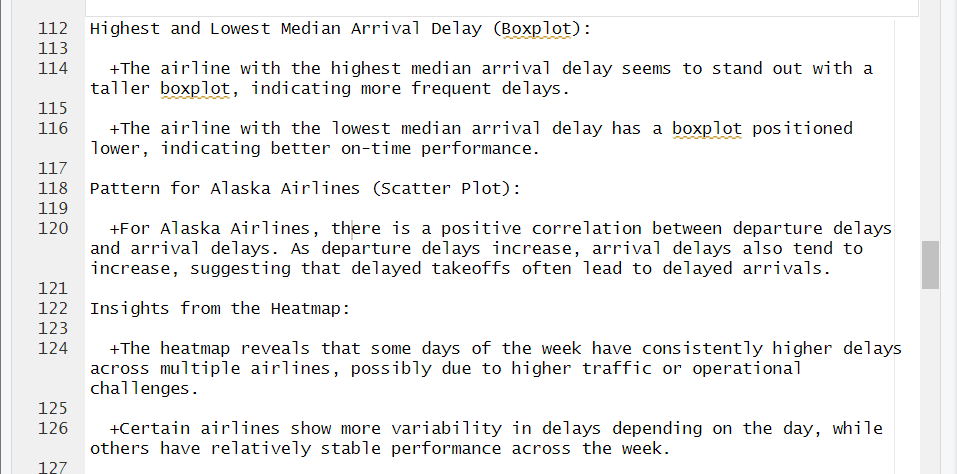 112 Highest and Lowest Median Arrival Delay (Boxplot):
113
114 +The airline with the highest median arrival delay seems to stand out with a
taller boxplot, indicating more frequent delays.
115
116 +The airline with the lowest median arrival delay has a boxplot positioned
lower, indicating better on-time performance.
117
118 Pattern for Alaska Airlines (Scatter Plot):
119
120 +For Alaska Airlines, there is a positive correlation between departure delays
and arrival delays. As departure delays increase, arrival delays also tend to
increase, suggesting that delayed takeoffs often lead to delayed arrivals.
121
122 Insights from the Heatmap:
123
124 +The heatmap reveals that some days of the week have consistently higher delays
across multiple airlines, possibly due to higher traffic or operational
challenges.
125
126 +Certain airlines show more variability in delays depending on the day, while
others have relatively stable performance across the week.
127